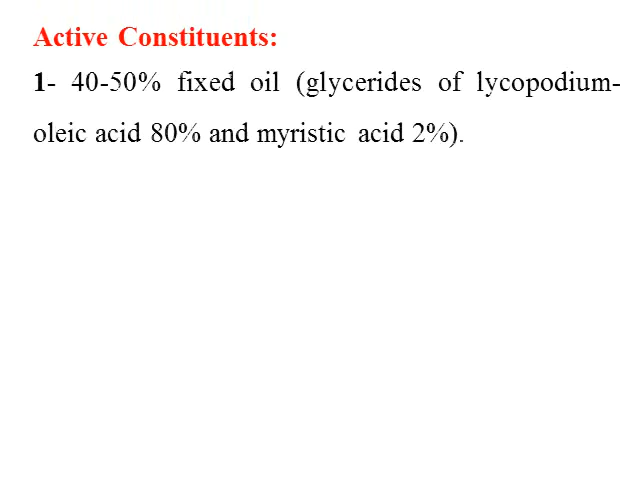 Active Constituents:
1- 40-50% fixed oil (glycerides of lycopodium-
oleic acid 80% and myristic acid 2%).